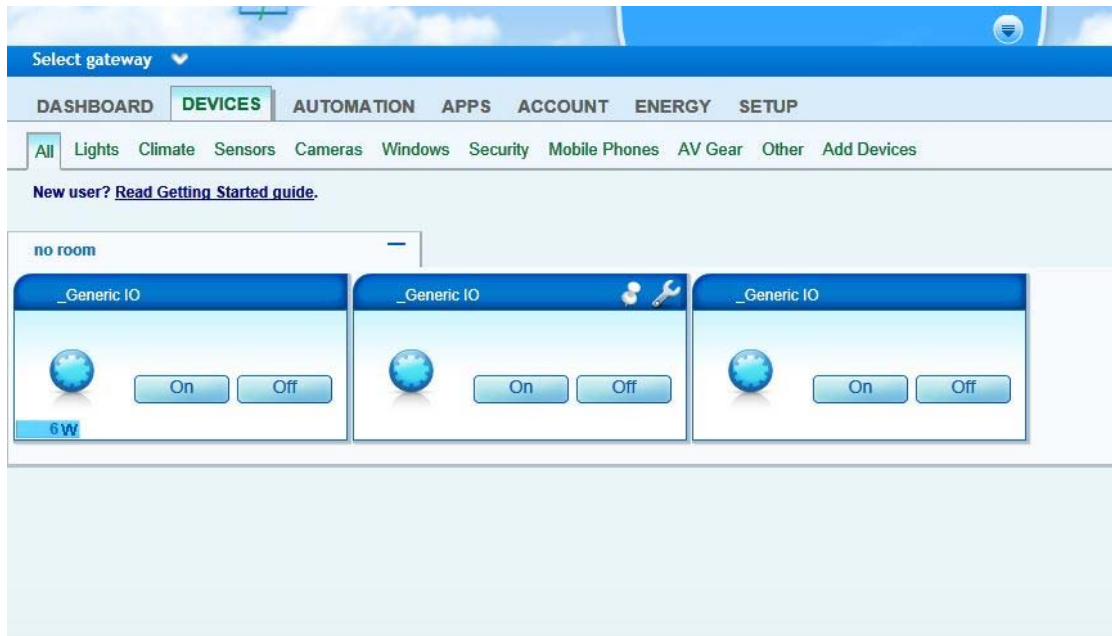 Select gateway
DASHBOARD DEVICES AUTOMATION APPS ACCOUNT ENERGY SETUP
All Lights Climate Sensors Cameras Windows Security Mobile Phones AV Gear Other Add Devices
New user? Read Getting Started guide.
no room
_Generic IO _Generic IO _Generic IO
On Off On Off On Off
6 W